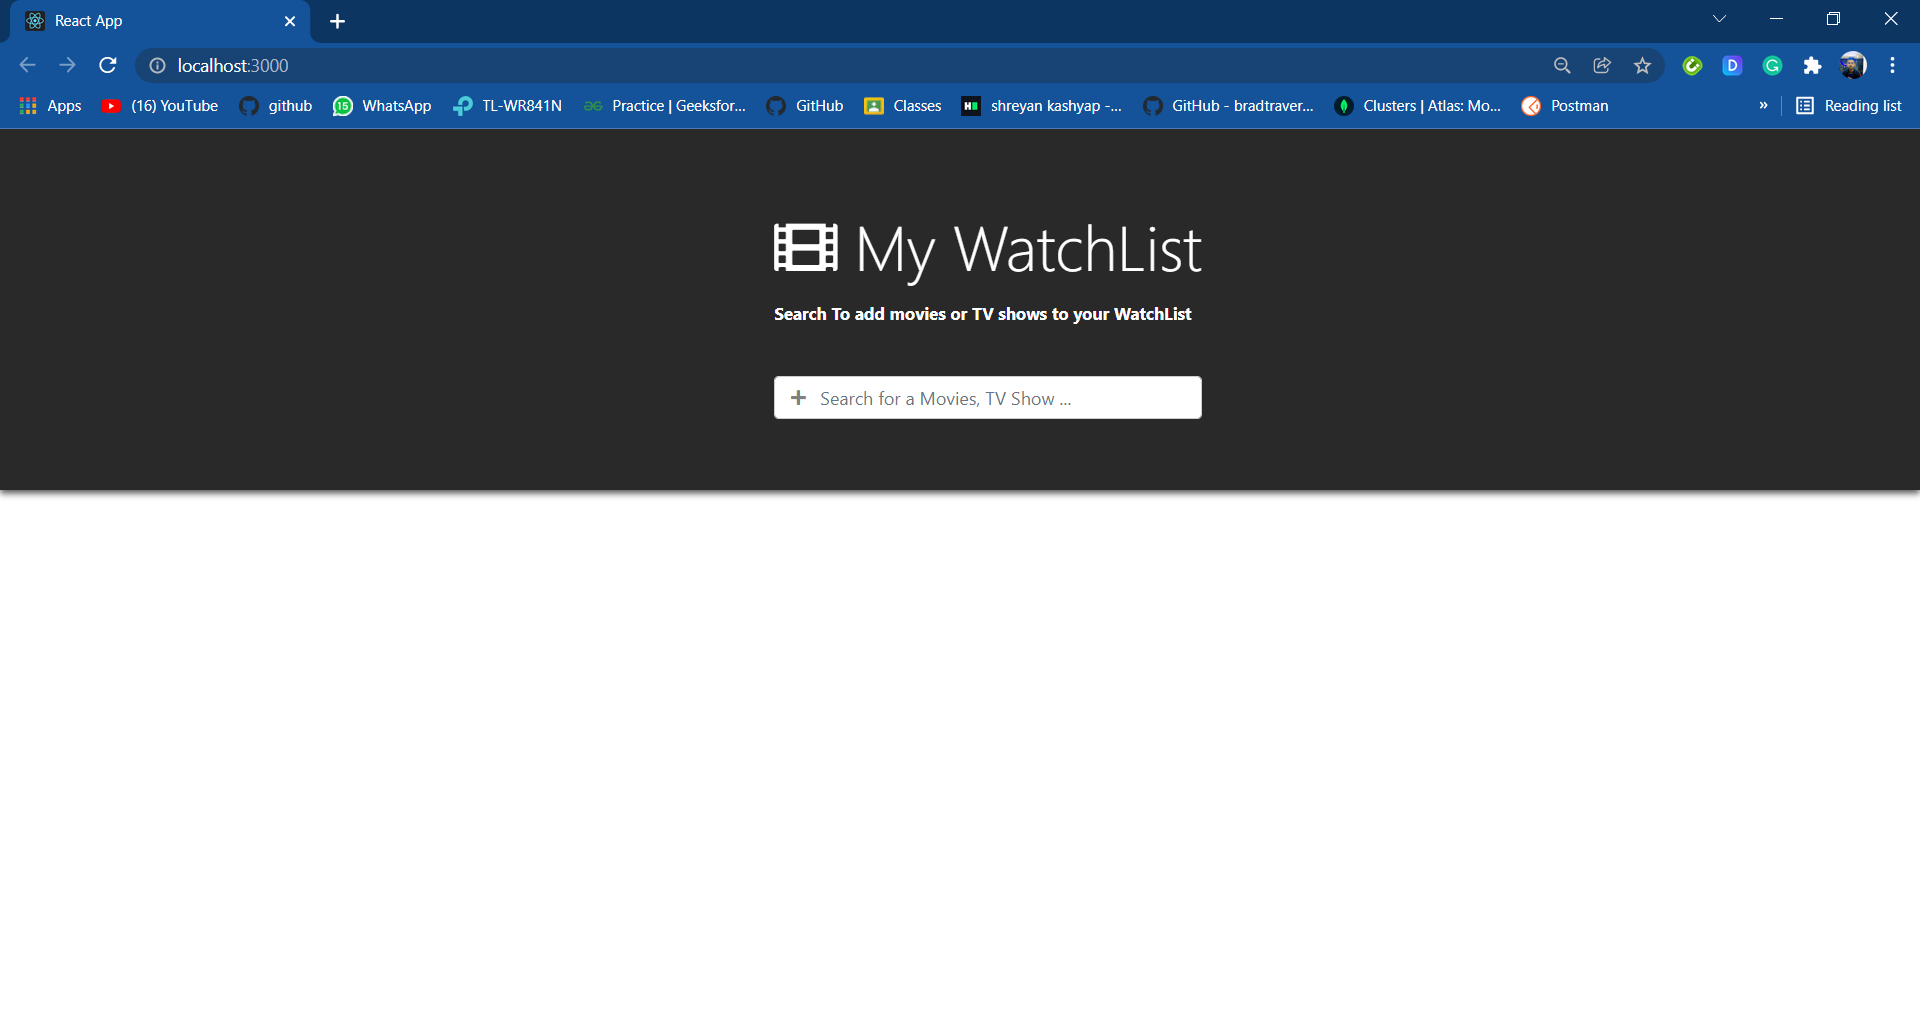 React App
localhost:3000
Apps (16) YouTube github 15 WhatsApp TL-WR841N Practice | Geeksfor... GitHub Classes H shreyan kashyap -... GitHub - bradtraver... Clusters | Atlas: Mo... Postman » Reading list
D G
My WatchList
Search To add movies or TV shows to your WatchList
Search for a Movies, TV Show ...